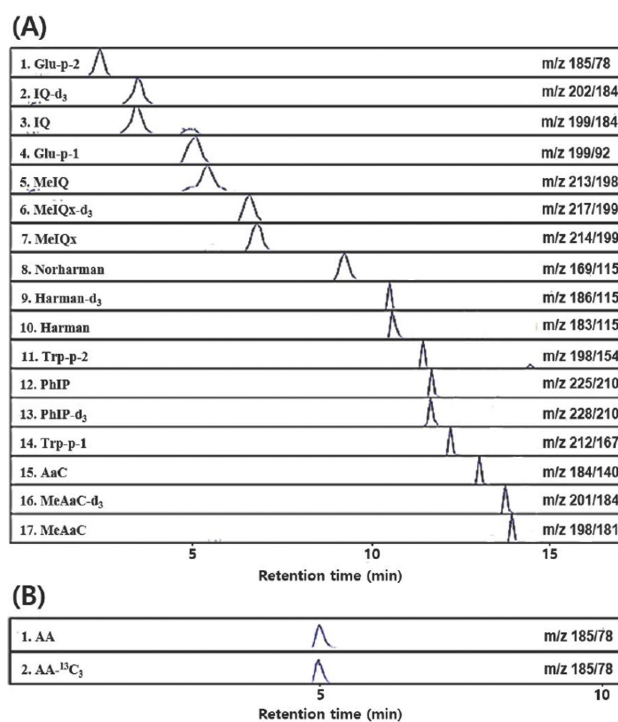 (A)
1. Glu-p-2 m/z 185/78
2. IQ-d₃ m/z 202/184
3. IQ m/z 199/184
4. Glu-p-1 m/z 199/92
5. MeIQ m/z 213/198
6. MeIQx-d₃ m/z 217/199
7. MeIQx m/z 214/199
8. Norharman m/z 169/115
9. Harman-d₃ m/z 186/115
10. Harman m/z 183/115
11. Trp-p-2 m/z 198/154
12. PhIP m/z 225/210
13. PhIP-d₃ m/z 228/210
14. Trp-p-1 m/z 212/167
15. AaC m/z 184/140
16. MeAaC-d₃ m/z 201/184
17. MeAaC m/z 198/181
5 10 15
Retention time (min)
(B)
1. AA m/z 185/78
2. AA-¹³C₃ m/z 185/78
5 10
Retention time (min)